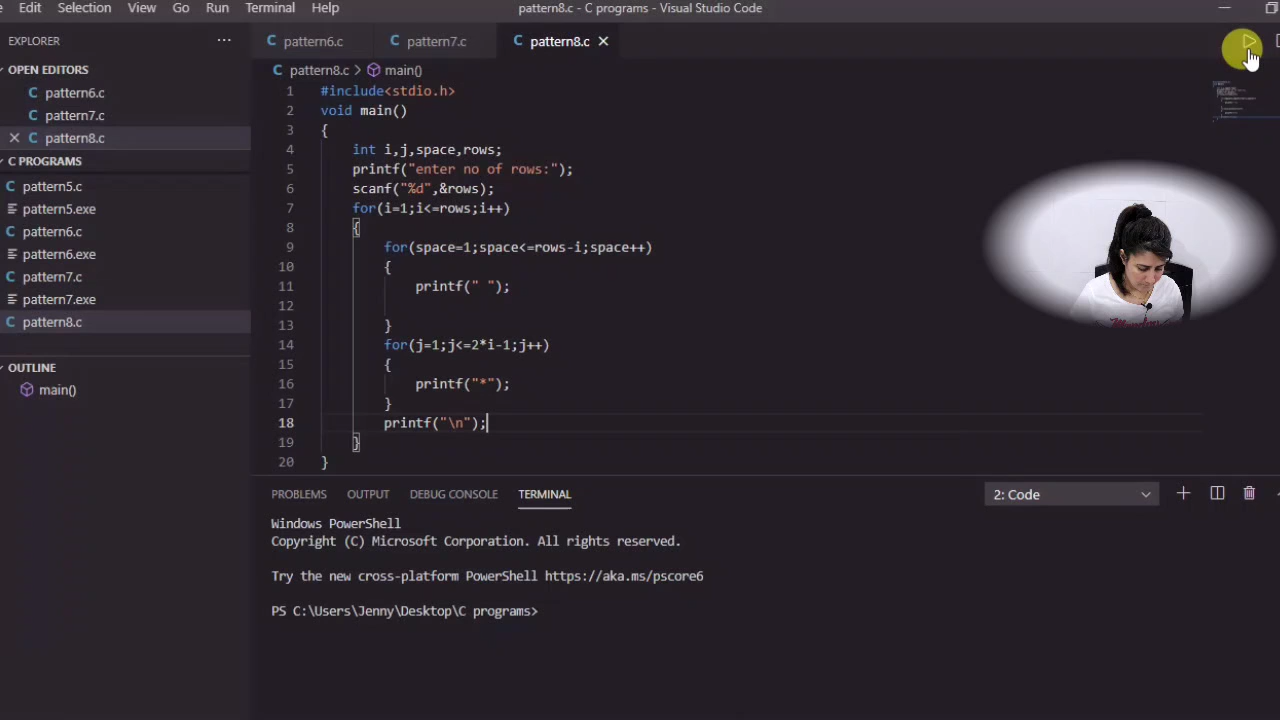 Edit Selection View Go Run Terminal Help pattern8.c - C programs - Visual Studio Code
EXPLORER ···
OPEN EDITORS
C pattern6.c
C pattern7.c
C pattern8.c
C PROGRAMS
C pattern5.c
pattern5.exe
C pattern6.c
pattern6.exe
C pattern7.c
pattern7.exe
C pattern8.c
OUTLINE
main()
C pattern6.c C pattern7.c C pattern8.c
C pattern8.c > main()
1 #include<stdio.h>
2 void main()
3 {
4 int i,j,space,rows;
5 printf("enter no of rows:");
6 scanf("%d",&rows);
7 for(i=1;i<=rows;i++)
8 {
9 for(space=1;space<=rows-i;space++)
10 {
11 printf(" ");
12
13 }
14 for(j=1;j<=2*i-1;j++)
15 {
16 printf("*");
17 }
18 printf("\n");
19 }
20 }
PROBLEMS OUTPUT DEBUG CONSOLE TERMINAL 2: Code
Windows PowerShell
Copyright (C) Microsoft Corporation. All rights reserved.
Try the new cross-platform PowerShell https://aka.ms/pscore6
PS C:\Users\Jenny\Desktop\C programs>